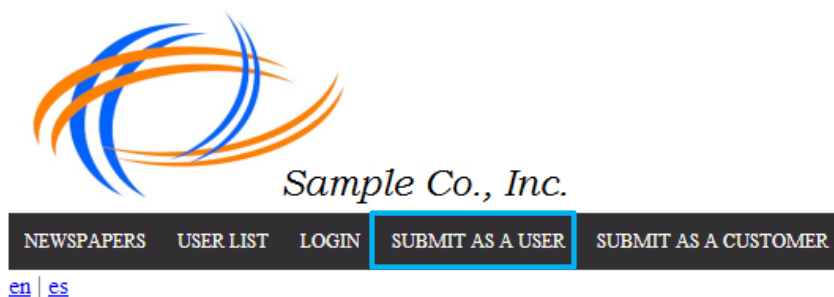 Sample Co., Inc.
NEWSPAPERS USER LIST LOGIN SUBMIT AS A USER SUBMIT AS A CUSTOMER
en | es